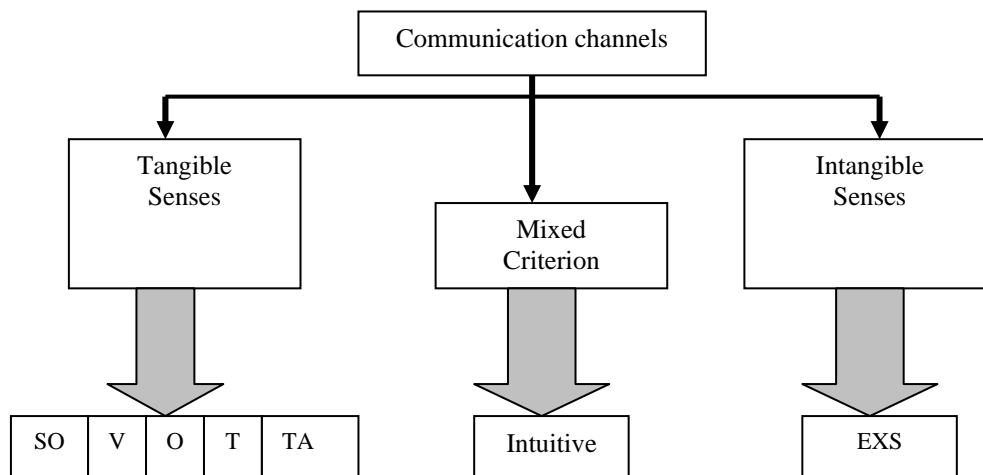 Communication channels
Tangible
Senses
Mixed
Criterion
Intangible
Senses
SO V O T TA
Intuitive
EXS